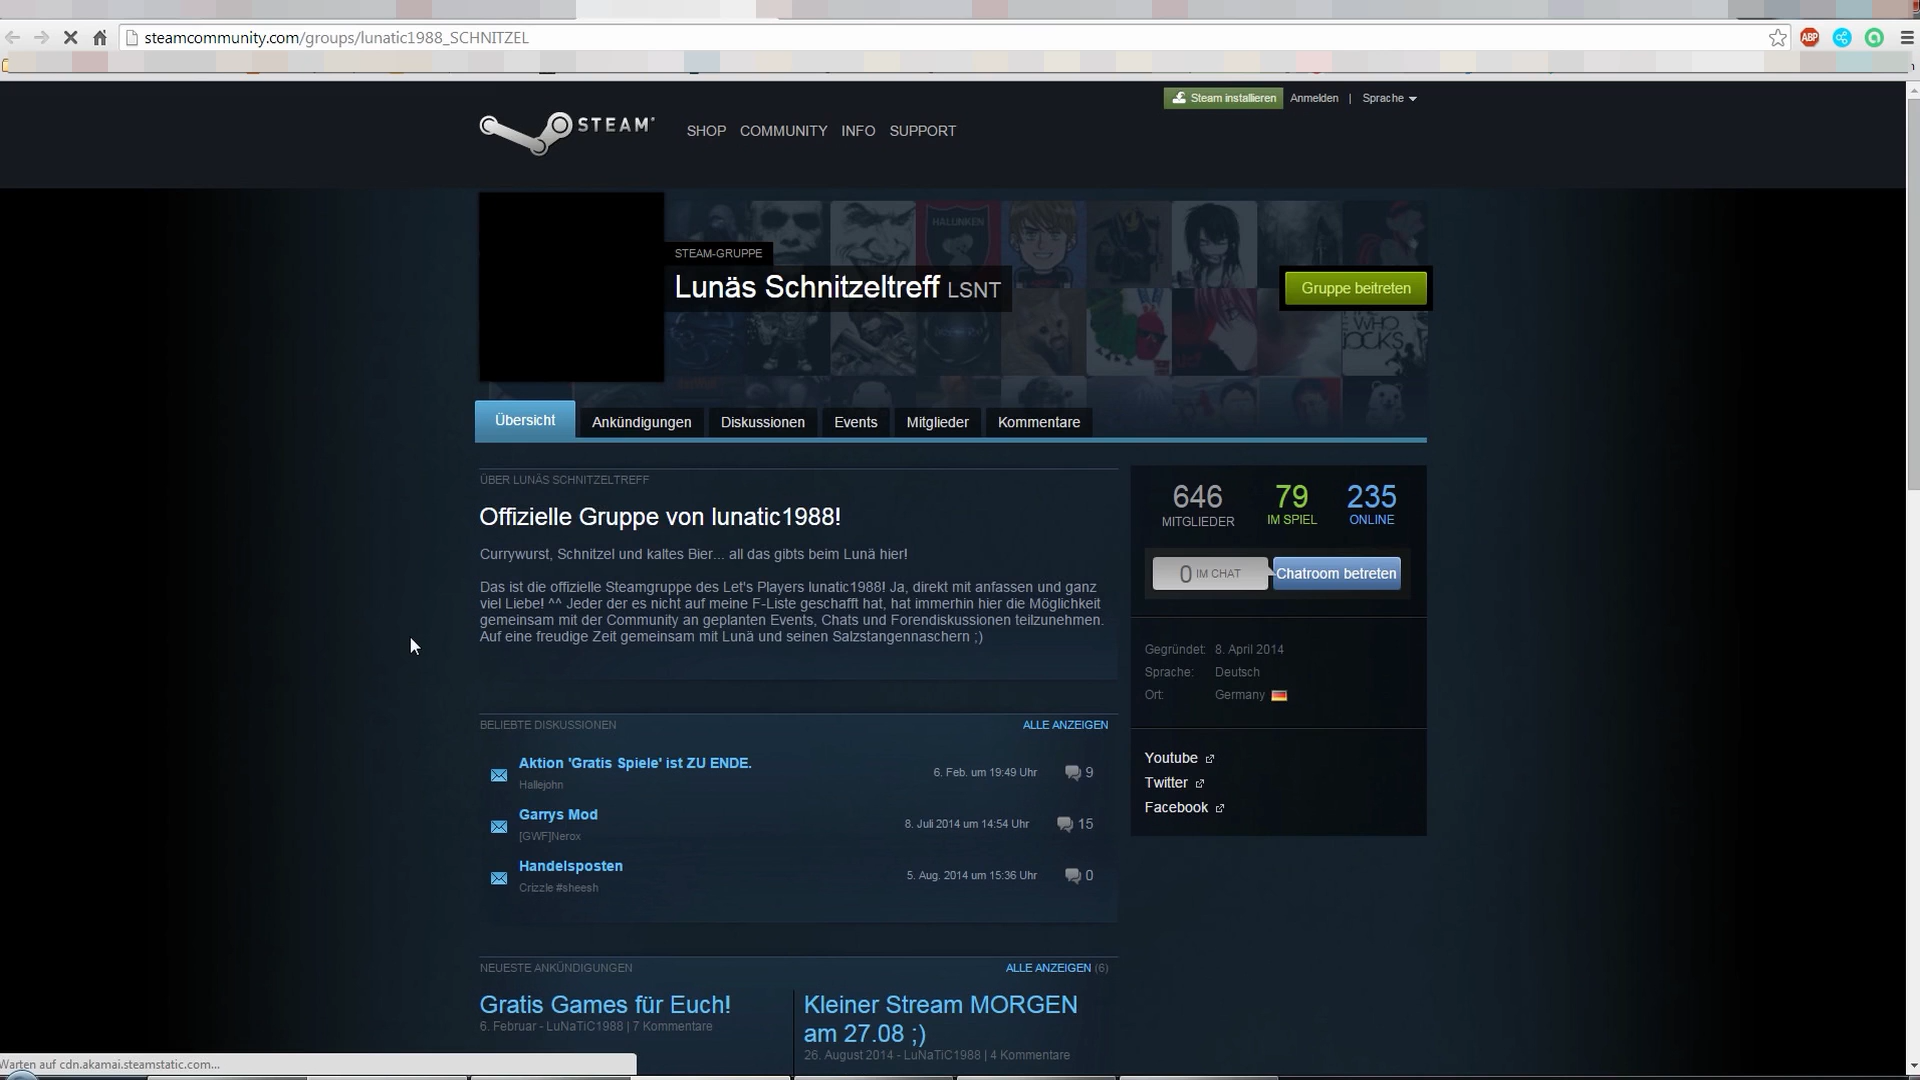 steamcommunity.com/groups/lunatic1988_SCHNITZEL
ABP
Steam installieren Anmelden | Sprache
STEAM
SHOP COMMUNITY INFO SUPPORT
HALUNKEN
STEAM-GRUPPE
Lunäs Schnitzeltreff LSNT
Gruppe beitreten
WHO
ROCKS
Übersicht Ankündigungen Diskussionen Events Mitglieder Kommentare
ÜBER LUNÄS SCHNITZELTREFF
Offizielle Gruppe von lunatic1988!
Currywurst, Schnitzel und kaltes Bier... all das gibts beim Lunä hier!
Das ist die offizielle Steamgruppe des Let's Players lunatic1988! Ja, direkt mit anfassen und ganz
viel Liebe! ^^ Jeder der es nicht auf meine F-Liste geschafft hat, hat immerhin hier die Möglichkeit
gemeinsam mit der Community an geplanten Events, Chats und Forendiskussionen teilzunehmen.
Auf eine freudige Zeit gemeinsam mit Lunä und seinen Salzstangennaschern ;)
646 79 235
MITGLIEDER IM SPIEL ONLINE
0 IM CHAT Chatroom betreten
Gegründet: 8. April 2014
Sprache: Deutsch
Ort: Germany
Youtube
Twitter
Facebook
BELIEBTE DISKUSSIONEN ALLE ANZEIGEN
Aktion 'Gratis Spiele' ist ZU ENDE.
Hallejohn
6. Feb. um 19:49 Uhr 9
Garrys Mod
[GWF]Nerox
8. Juli 2014 um 14:54 Uhr 15
Handelsposten
Crizzle #sheesh
5. Aug. 2014 um 15:36 Uhr 0
NEUESTE ANKÜNDIGUNGEN ALLE ANZEIGEN (6)
Gratis Games für Euch!
6. Februar - LuNaTiC1988 | 7 Kommentare
Kleiner Stream MORGEN
am 27.08 ;)
26. August 2014 - LuNaTiC1988 | 4 Kommentare
Warten auf cdn.akamai.steamstatic.com...